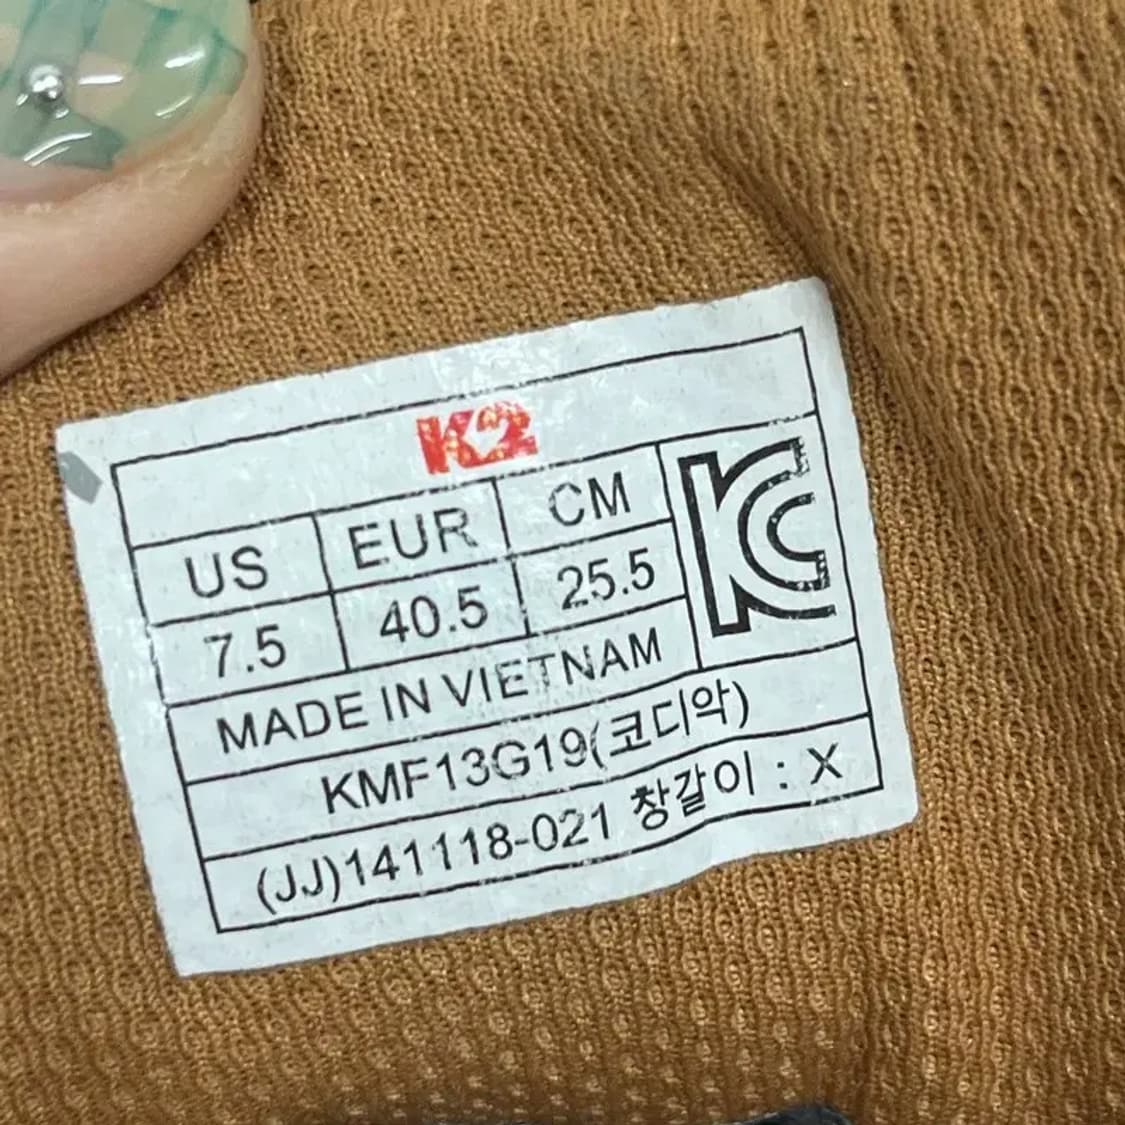 K2
US EUR CM
7.5 40.5 25.5
KC
MADE IN VIETNAM
KMF13G19(코디악)
(JJ)141118-021 창갈이 : X